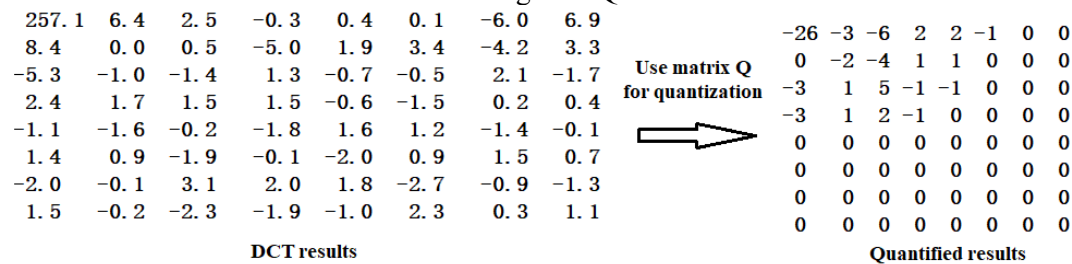 257.1 6.4 2.5 -0.3 0.4 0.1 -6.0 6.9
8.4 0.0 0.5 -5.0 1.9 3.4 -4.2 3.3
-5.3 -1.0 -1.4 1.3 -0.7 -0.5 2.1 -1.7
2.4 1.7 1.5 1.5 -0.6 -1.5 0.2 0.4
-1.1 -1.6 -0.2 -1.8 1.6 1.2 -1.4 -0.1
1.4 0.9 -1.9 -0.1 -2.0 0.9 1.5 0.7
-2.0 -0.1 3.1 2.0 1.8 -2.7 -0.9 -1.3
1.5 -0.2 -2.3 -1.9 -1.0 2.3 0.3 1.1
DCT results
Use matrix Q
for quantization
-26 -3 -6 2 2 -1 0 0
0 -2 -4 1 1 0 0 0
-3 1 5 -1 -1 0 0 0
-3 1 2 -1 0 0 0 0
0 0 0 0 0 0 0 0
0 0 0 0 0 0 0 0
0 0 0 0 0 0 0 0
0 0 0 0 0 0 0 0
Quantified results